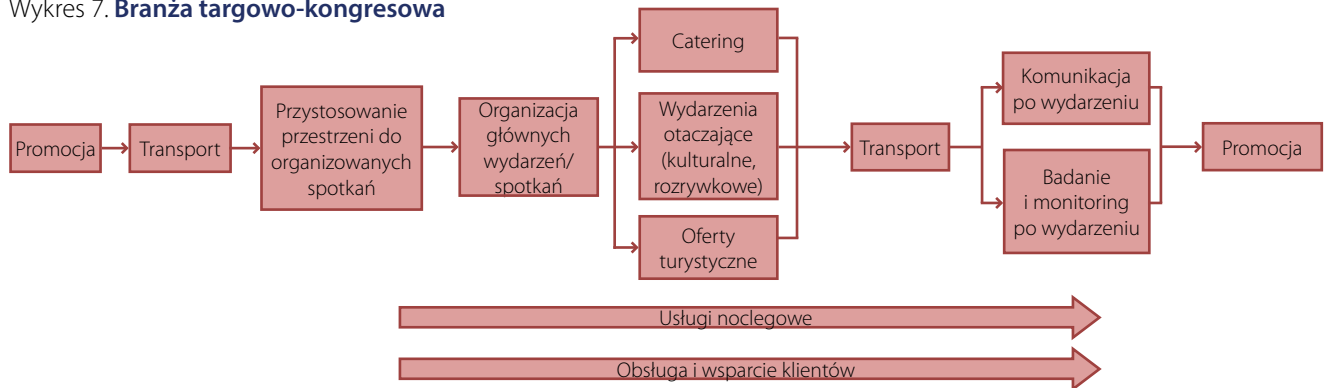 Wykres 7. Branża targowo-kongresowa
Promocja
Transport
Przystosowanie
przestrzeni do
organizowanych
spotkań
Organizacja
głównych
wydarzeń/
spotkań
Catering
Wydarzenia
otaczające
(kulturalne,
rozrywkowe)
Oferty
turystyczne
Transport
Komunikacja
po wydarzeniu
Badanie
i monitoring
po wydarzeniu
Promocja
Usługi noclegowe
Obsługa i wsparcie klientów